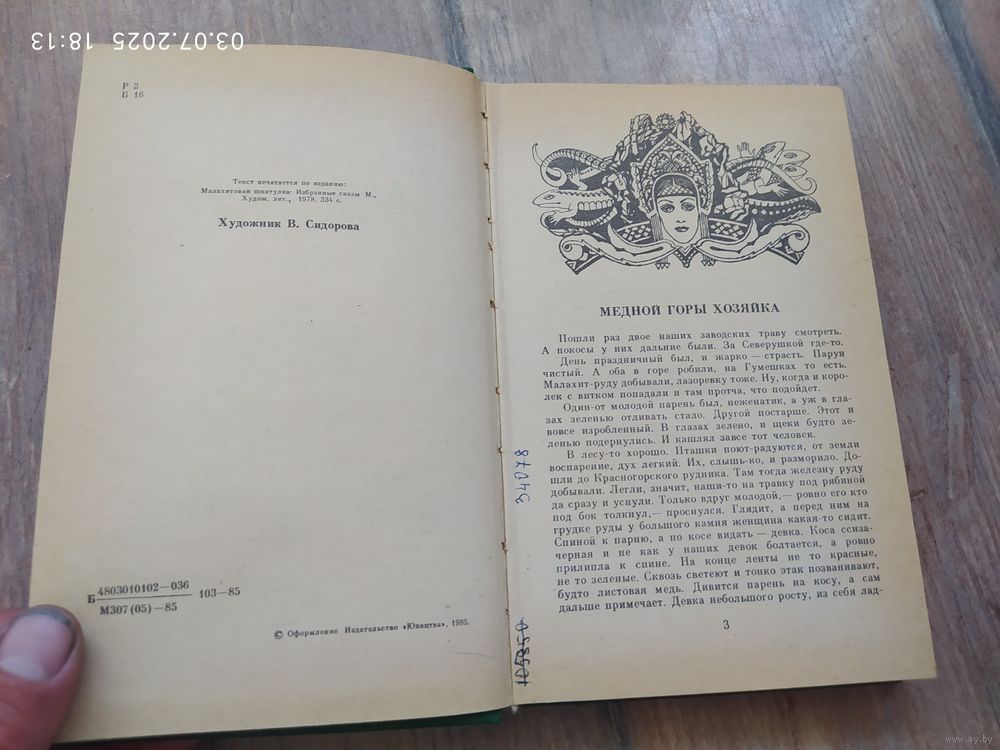 03.07.2025 18:13
Р 2
Б 16
Текст печатается по изданию:
Малахитовая шкатулка: Избранные сказы М.,
Худож. лит., 1978, 334 с.
Художник В. Сидорова
Б 4803010102—036 103—85
М307 (05)—85
© Оформление Издательство «Юнацтва», 1985.
МЕДНОЙ ГОРЫ ХОЗЯЙКА
Пошли раз двое наших заводских траву смотреть.
А покосы у них дальние были. За Северушкой где-то.
День праздничный был, и жарко — страсть. Парун
чистый. А оба в горе робили, на Гумешках то есть.
Малахит-руду добывали, лазоревку тоже. Ну, когда и коро-
лек с витком попадали и там протча, что подойдет.
Один-от молодой парень был, неженатик, а уж в гла-
зах зеленью отливать стало. Другой постарше. Этот и
вовсе изробленный. В глазах зелено, и щеки будто зе-
ленью подернулись. И кашлял завсе тот человек.
В лесу-то хорошо. Пташки поют-радуются, от земли
воспарение, дух легкий. Их, слышь-ко, и разморило. До-
шли до Красногорского рудника. Там тогда железну руду
добывали. Легли, значит, наши-то на травку под рябиной
да сразу и уснули. Только вдруг молодой,— ровно его кто
под бок толкнул,— проснулся. Глядит, а перед ним на
грудке руды у большого камня женщина какая-то сидит.
Спиной к парню, а по косе видать — девка. Коса ссиза-
черная и не как у наших девок болтается, а ровно
прилипла к спине. На конце ленты не то красные,
не то зеленые. Сквозь светеют и тонко этак позванивают,
будто листовая медь. Дивится парень на косу, а сам
дальше примечает. Девка небольшого росту, из себя лад-
3
34048
www.ay.by